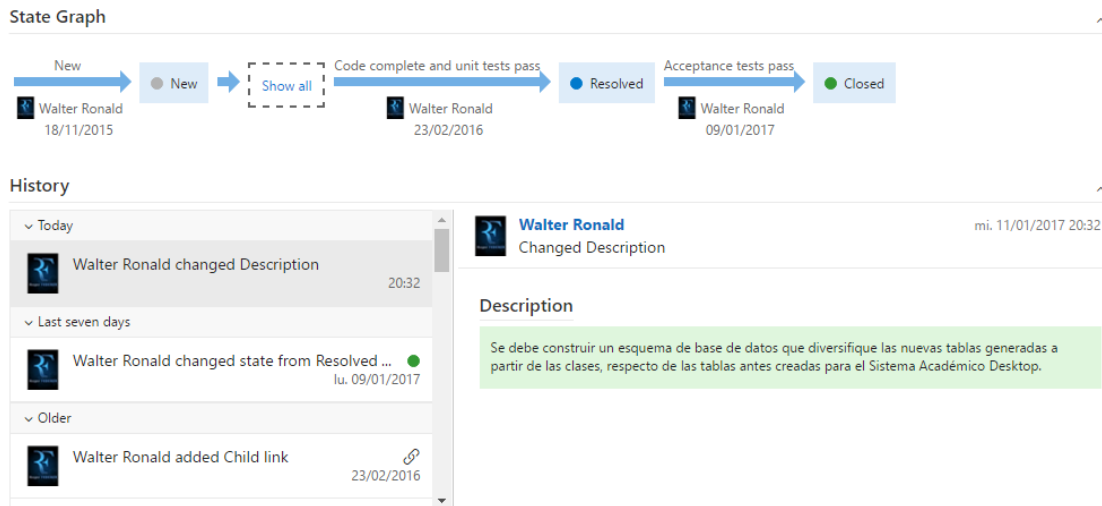 State Graph
New
New
Show all
Code complete and unit tests pass
Resolved
Acceptance tests pass
Closed
Walter Ronald
18/11/2015
Walter Ronald
23/02/2016
Walter Ronald
09/01/2017
History
Today
Walter Ronald changed Description
20:32
Last seven days
Walter Ronald changed state from Resolved ...
lu. 09/01/2017
Older
Walter Ronald added Child link
23/02/2016
Walter Ronald
mi. 11/01/2017 20:32
Changed Description
Description
Se debe construir un esquema de base de datos que diversifique las nuevas tablas generadas a
partir de las clases, respecto de las tablas antes creadas para el Sistema Académico Desktop.